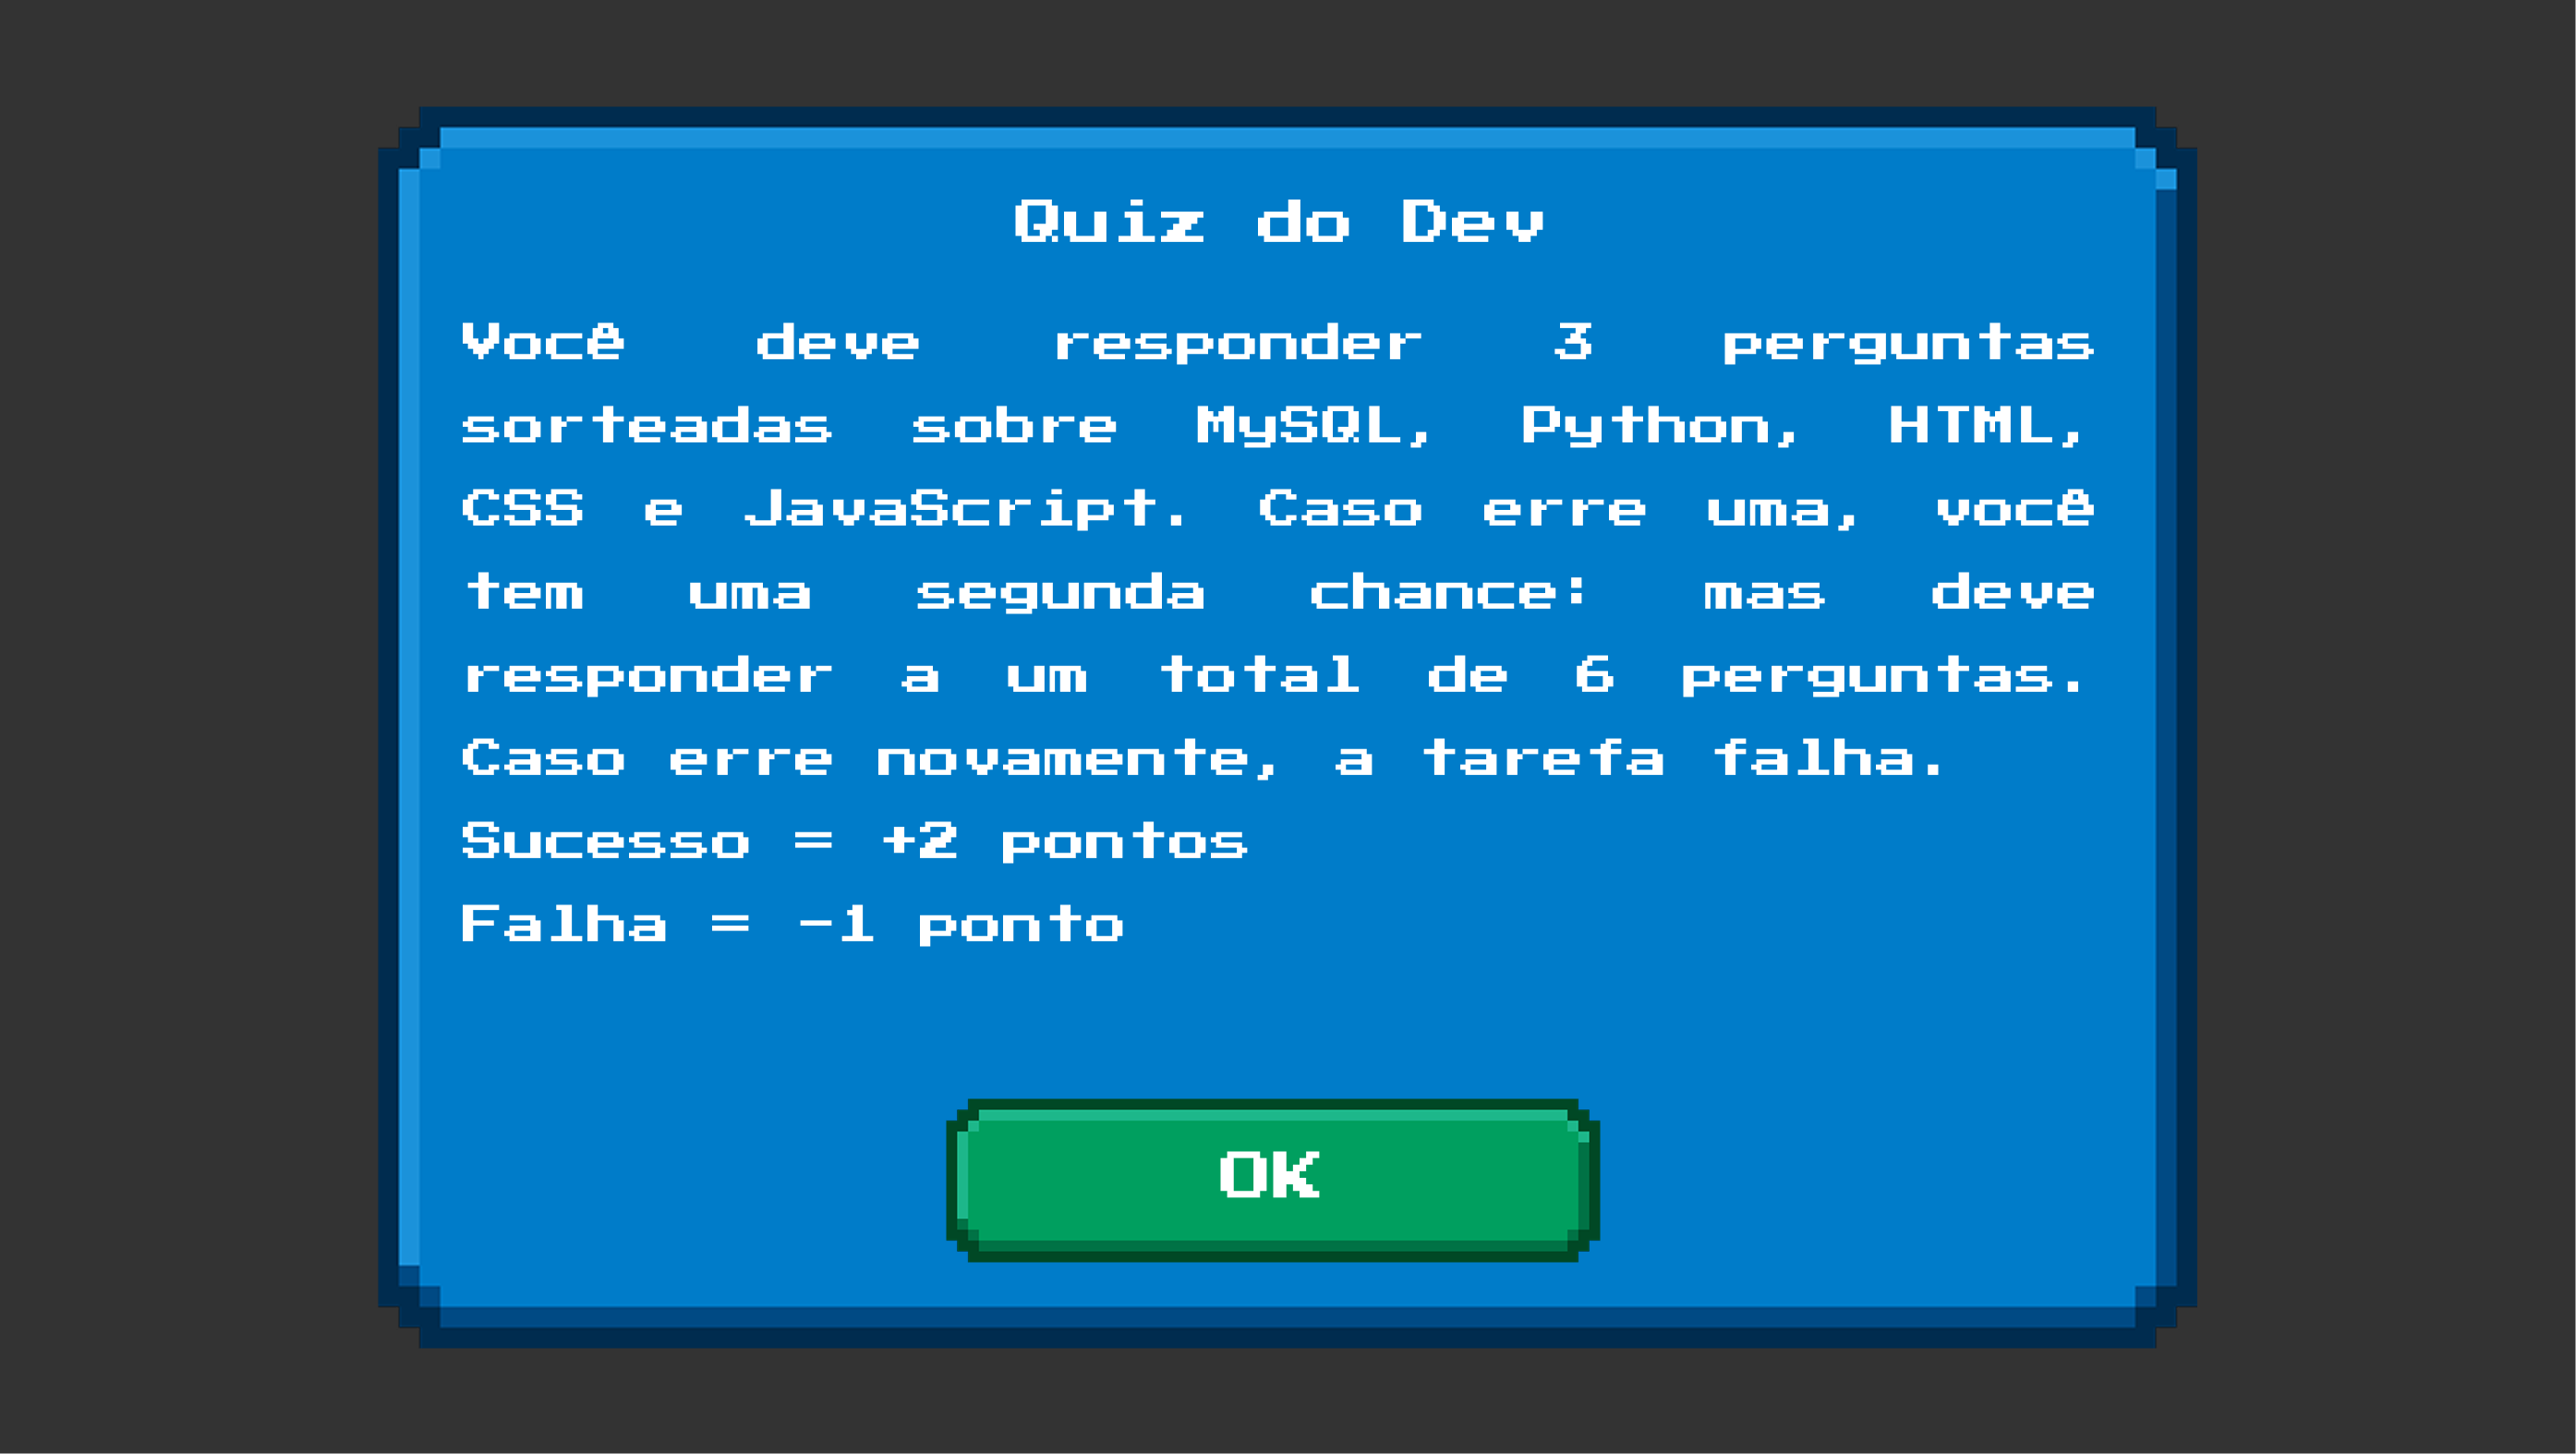 Quiz do Dev
Você deve responder 3 perguntas
sorteadas sobre MySQL, Python, HTML,
CSS e JavaScript. Caso erre uma, você
tem uma segunda chance: mas deve
responder a um total de 6 perguntas.
Caso erre novamente, a tarefa falha.
Sucesso = +2 pontos
Falha = -1 ponto
OK